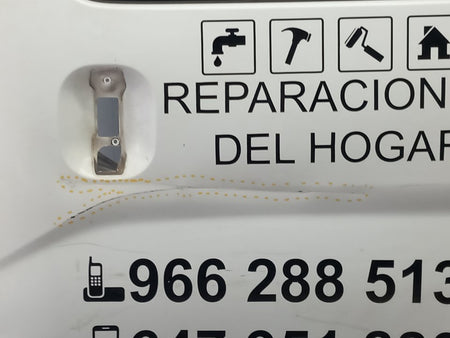 REPARACION
DEL HOGAR
966 288 513